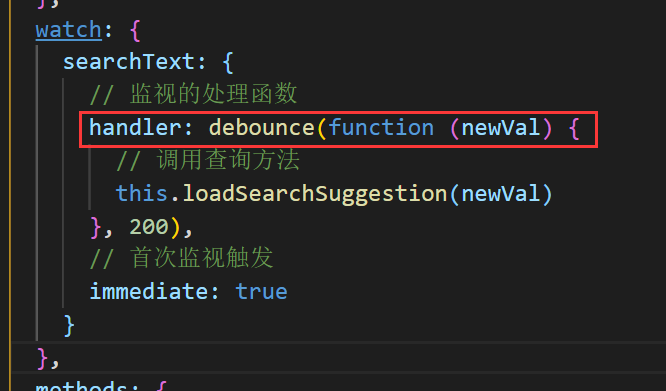 },
watch: {
searchText: {
// 监视的处理函数
handler: debounce(function (newVal) {
// 调用查询方法
this.loadSearchSuggestion(newVal)
}, 200),
// 首次监视触发
immediate: true
}
},
methods: {